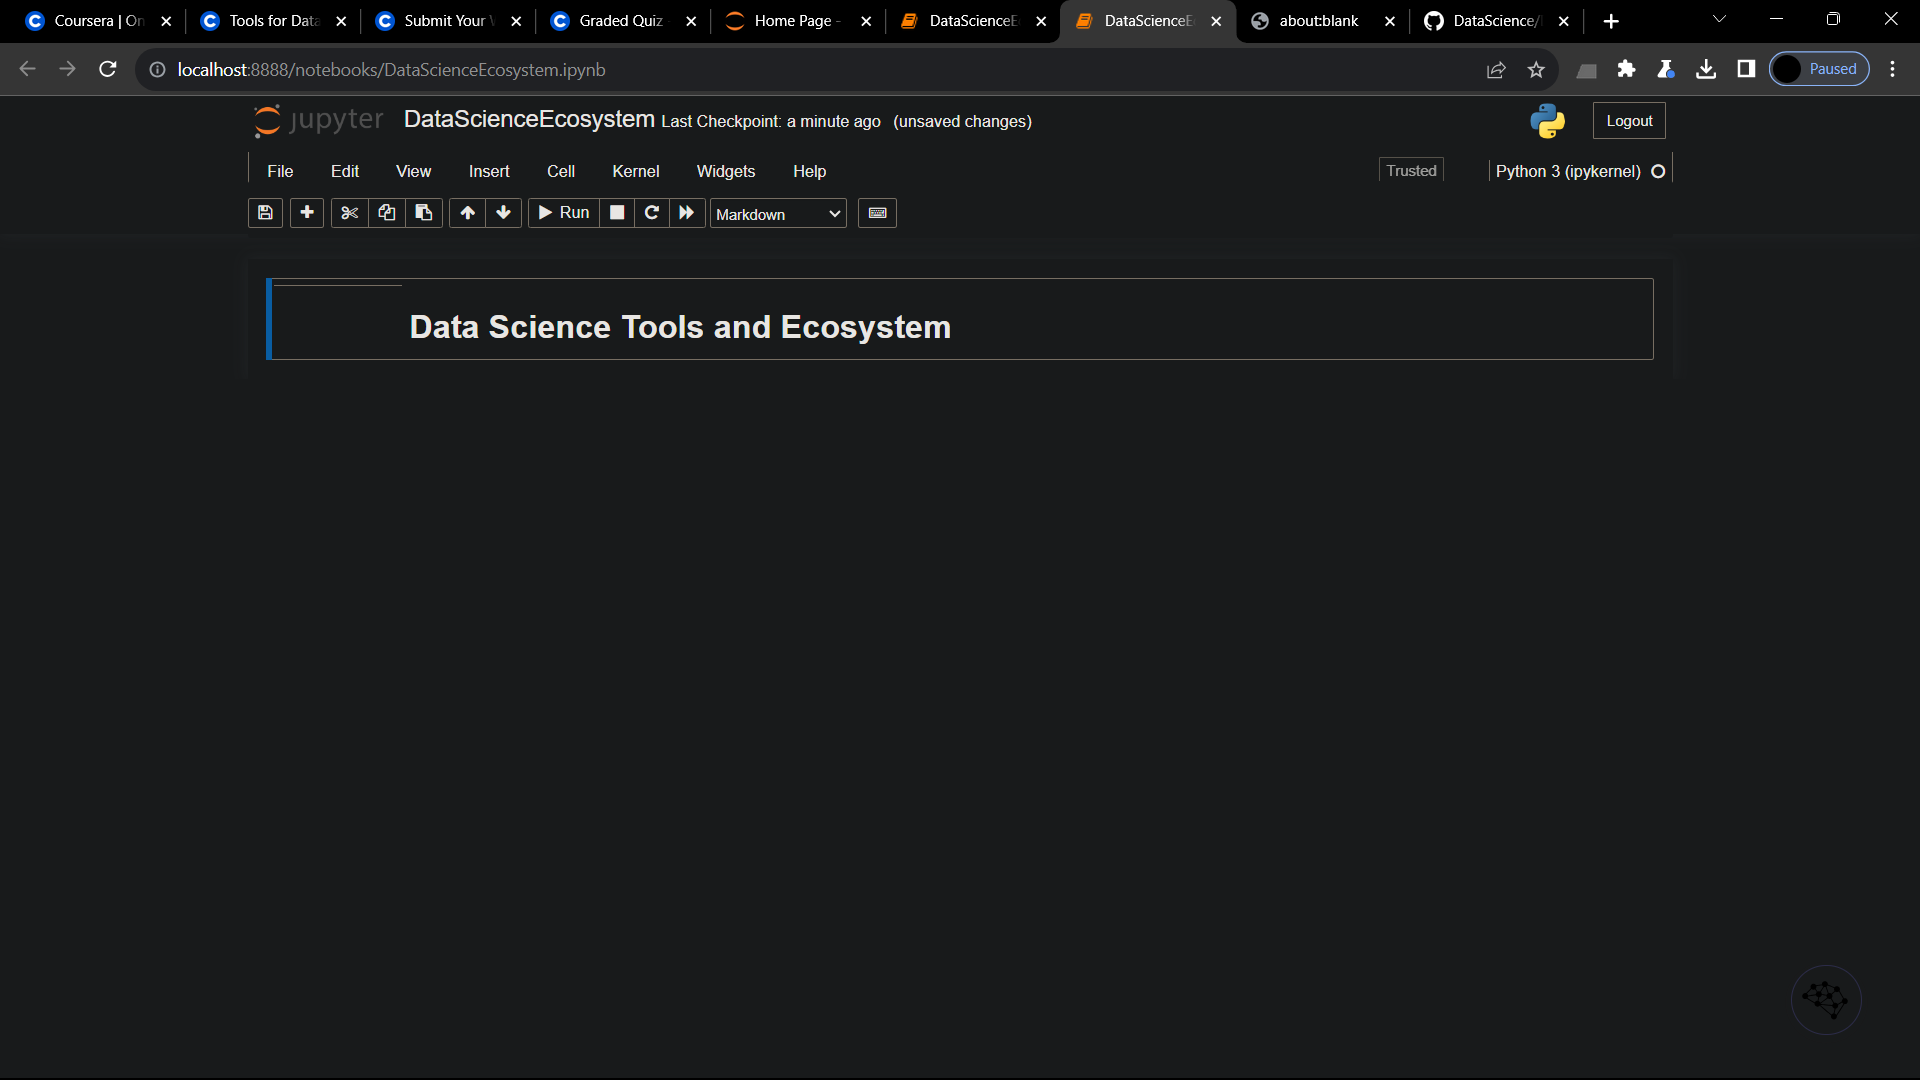 Coursera | On
Tools for Data
Submit Your
Graded Quiz
Home Page -
DataScienceE
DataScienceE
about:blank
DataScience/
localhost:8888/notebooks/DataScienceEcosystem.ipynb
Paused
jupyter
DataScienceEcosystem Last Checkpoint: a minute ago (unsaved changes)
Logout
File Edit View Insert Cell Kernel Widgets Help
Trusted
Python 3 (ipykernel)
Run
Markdown
Data Science Tools and Ecosystem